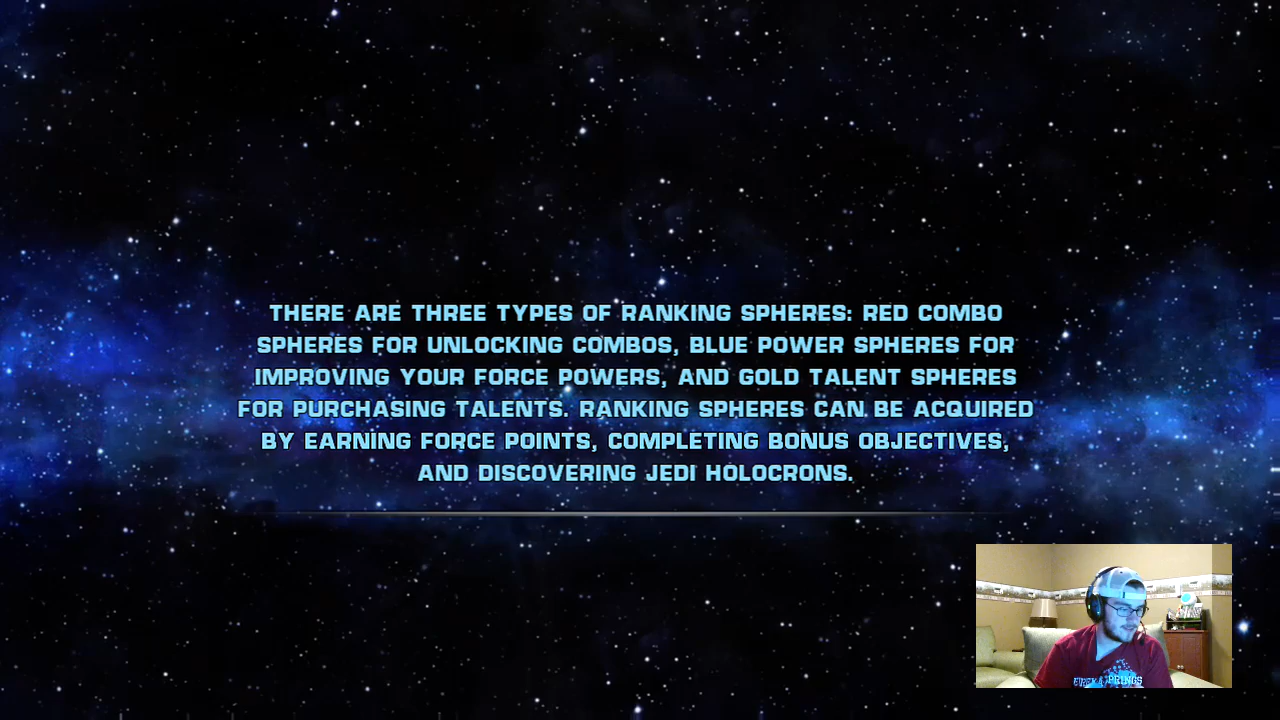 THERE ARE THREE TYPES OF RANKING SPHERES: RED COMBO
SPHERES FOR UNLOCKING COMBOS, BLUE POWER SPHERES FOR
IMPROVING YOUR FORCE POWERS, AND GOLD TALENT SPHERES
FOR PURCHASING TALENTS. RANKING SPHERES CAN BE ACQUIRED
BY EARNING FORCE POINTS, COMPLETING BONUS OBJECTIVES,
AND DISCOVERING JEDI HOLOCRONS.